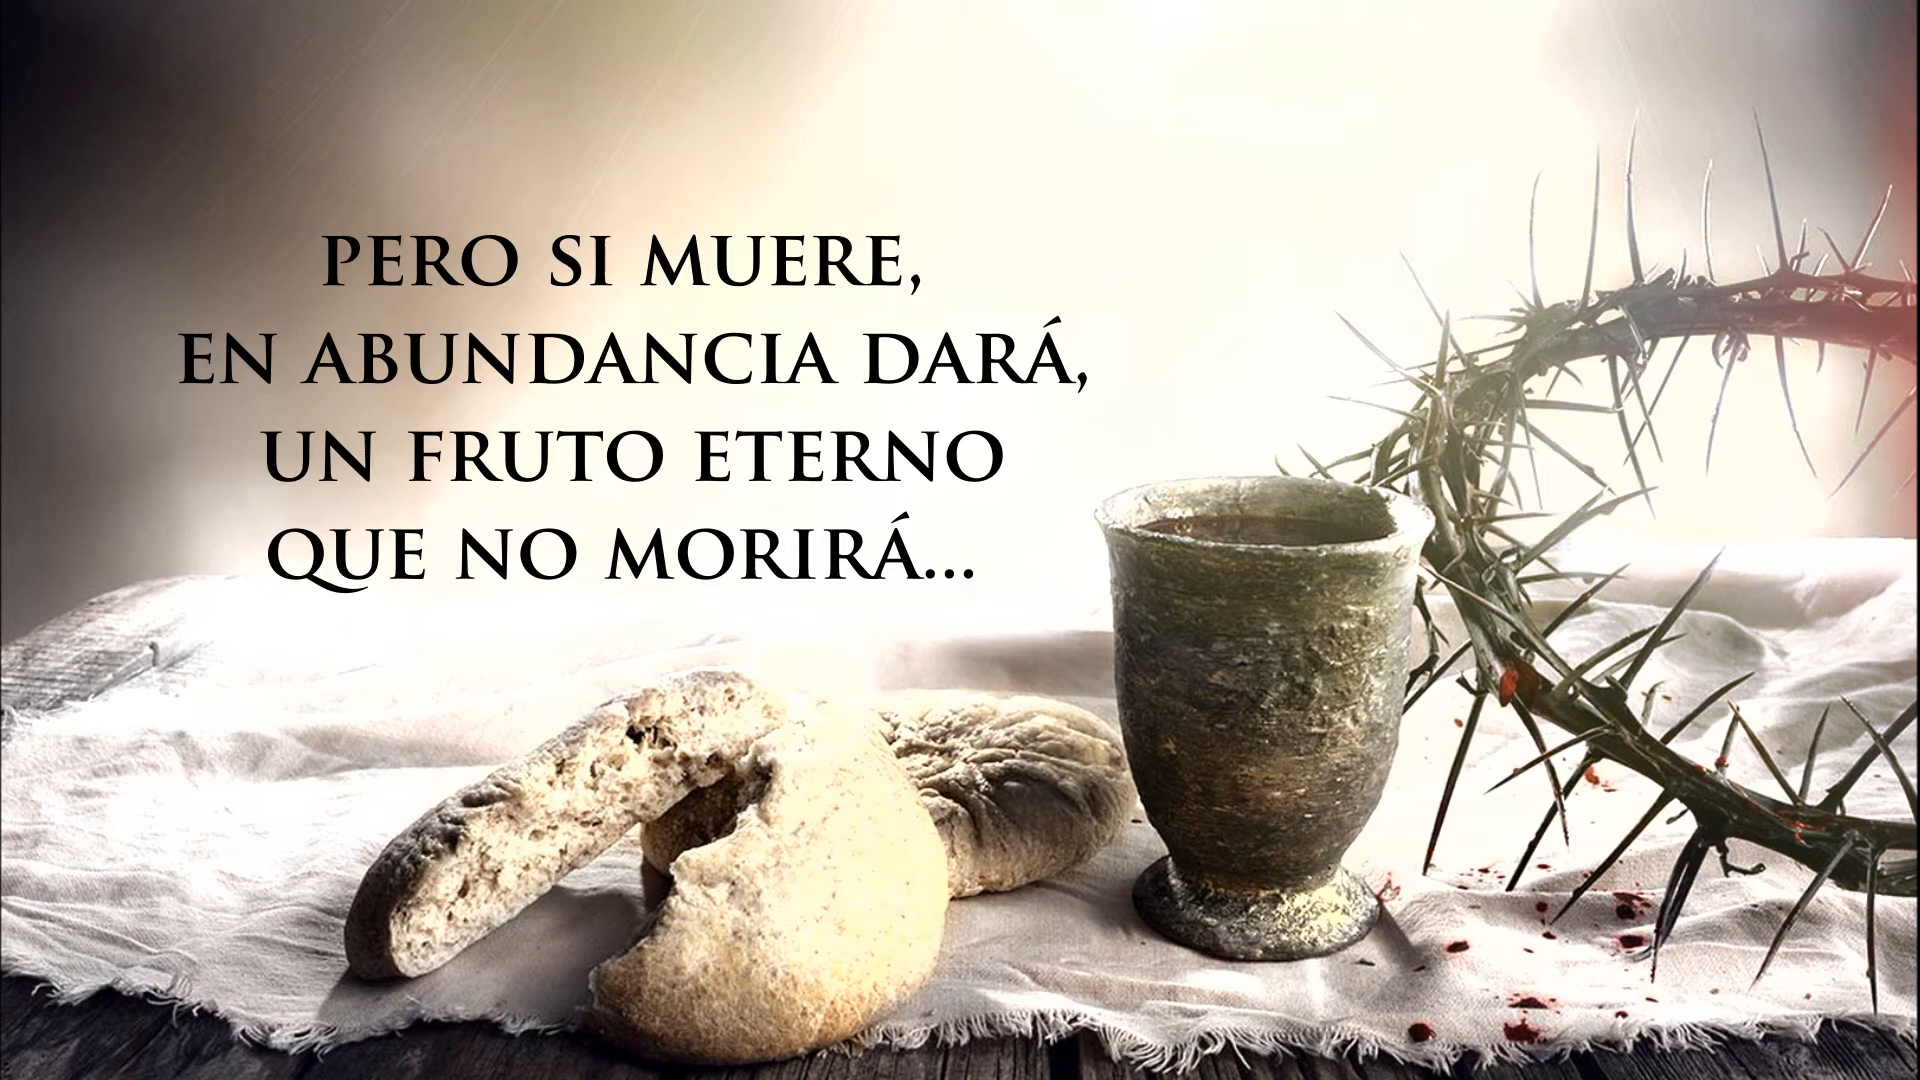 PERO SI MUERE,
EN ABUNDANCIA DARÁ,
UN FRUTO ETERNO
QUE NO MORIRÁ...